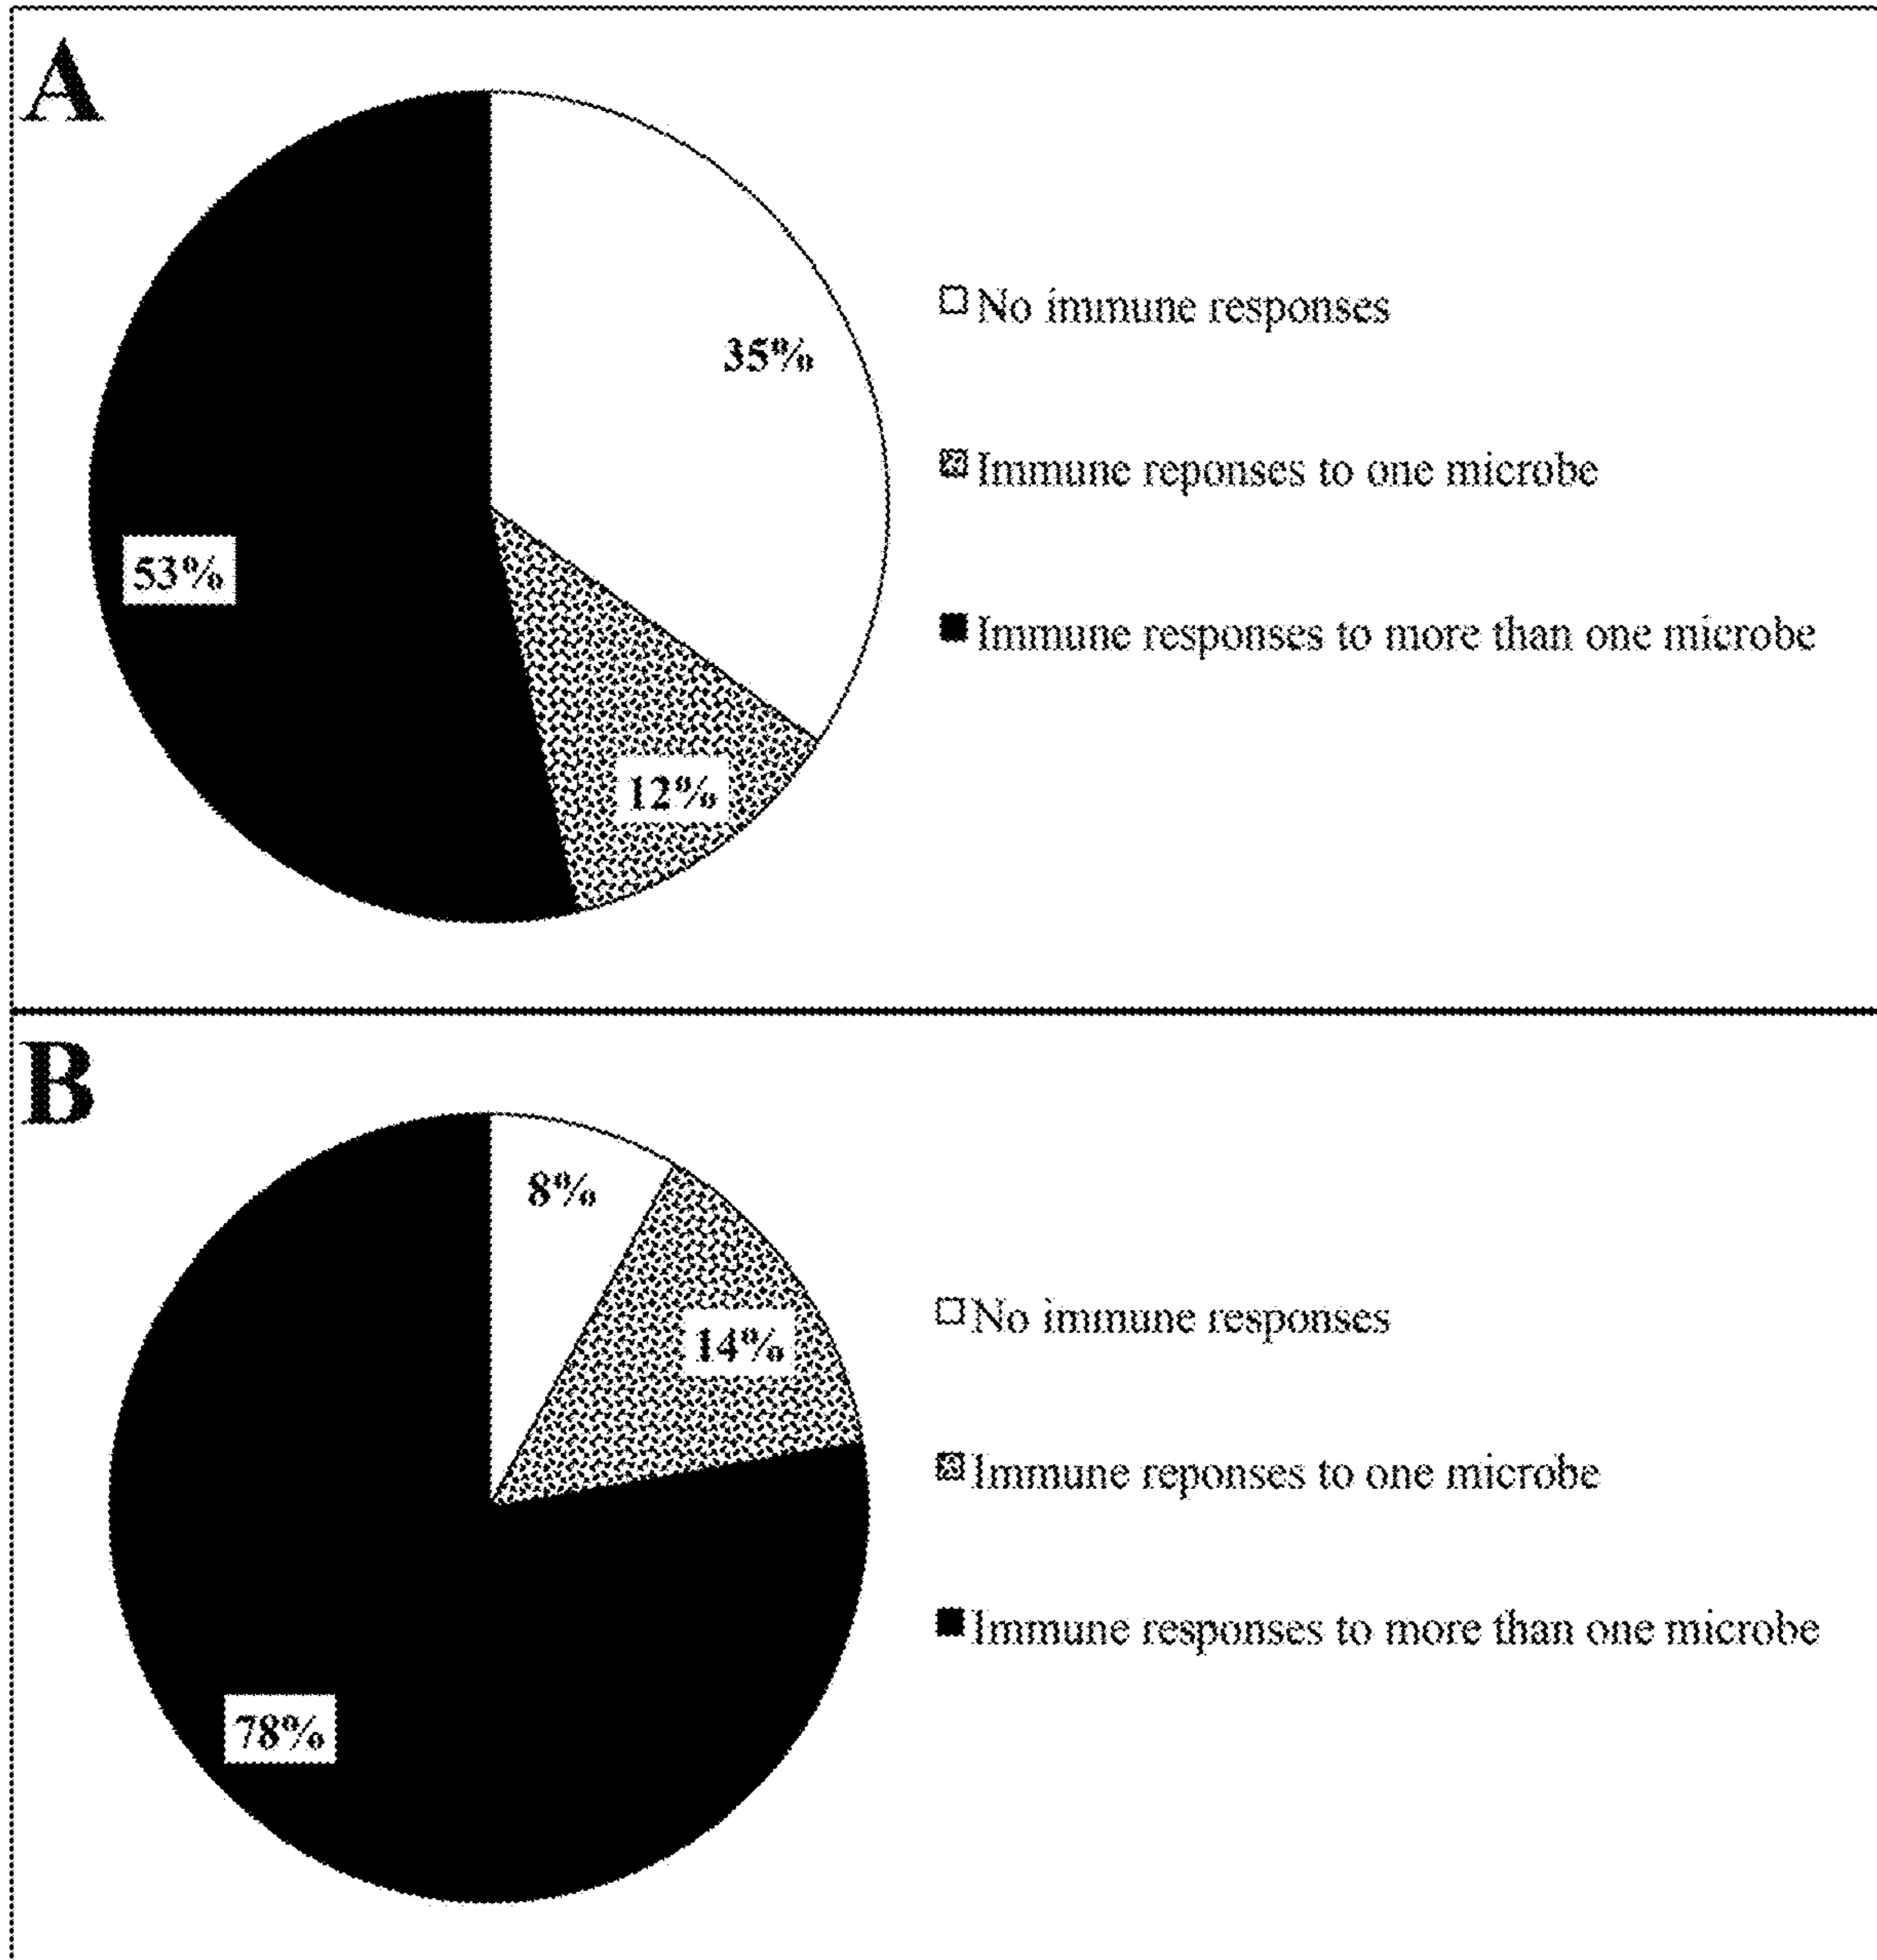 A
35%
No immune responses
Immune reponses to one microbe
53%
Immune responses to more than one microbe
12%
B
8%
No immune responses
14%
Immune reponses to one microbe
Immune responses to more than one microbe
78%